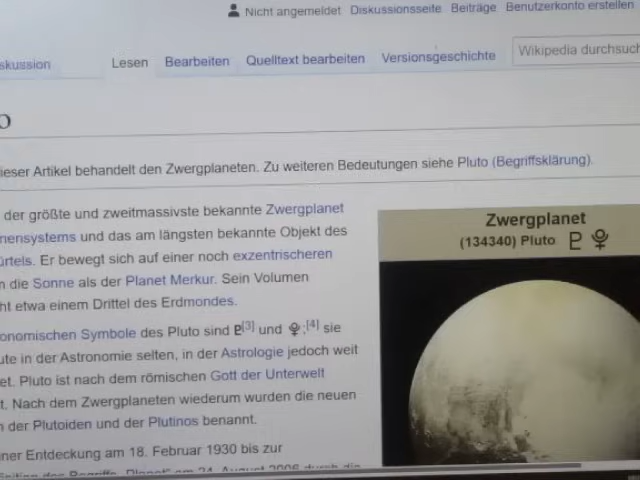 Nicht angemeldet Diskussionsseite Beiträge Benutzerkonto erstellen
skussion Lesen Bearbeiten Quelltext bearbeiten Versionsgeschichte Wikipedia durchsuc
o
ieser Artikel behandelt den Zwergplaneten. Zu weiteren Bedeutungen siehe Pluto (Begriffsklärung).
der größte und zweitmassivste bekannte Zwergplanet
nensystems und das am längsten bekannte Objekt des
ürtels. Er bewegt sich auf einer noch exzentrischeren
n die Sonne als der Planet Merkur. Sein Volumen
ht etwa einem Drittel des Erdmondes.
onomischen Symbole des Pluto sind ♇[3] und ⯓;[4] sie
ute in der Astronomie selten, in der Astrologie jedoch weit
et. Pluto ist nach dem römischen Gott der Unterwelt
t. Nach dem Zwergplaneten wiederum wurden die neuen
n der Plutoiden und der Plutinos benannt.
ner Entdeckung am 18. Februar 1930 bis zur
Zwergplanet
(134340) Pluto ♇ ⯓